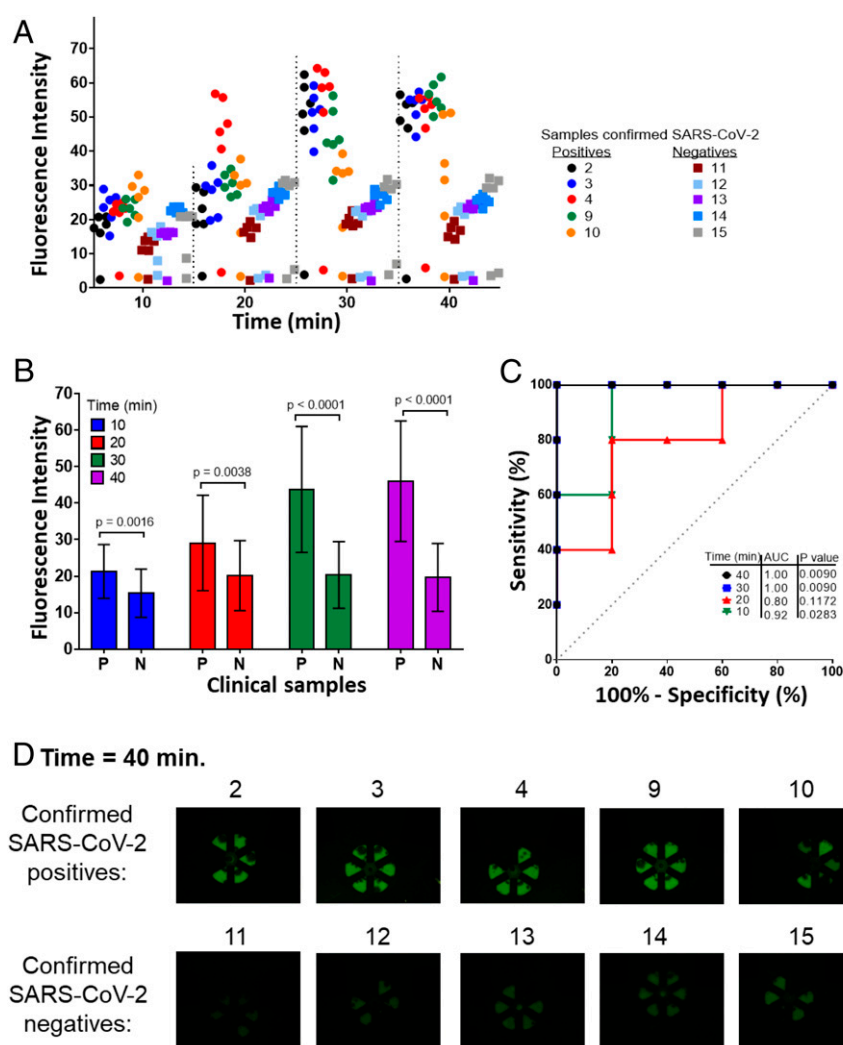 A
Fluorescence Intensity
70
60
50
40
30
20
10
0
10 20 30 40
Time (min)
Samples confirmed SARS-CoV-2
Positives Negatives
2 11
3 12
4 13
9 14
10 15
B
Fluorescence Intensity
70
60
50
40
30
20
10
0
Time (min)
10
20
30
40
p = 0.0016
p = 0.0038
p < 0.0001
p < 0.0001
P N P N P N P N
Clinical samples
C
Sensitivity (%)
100
80
60
40
20
0
0 20 40 60 80 100
100% - Specificity (%)
Time (min) AUC P value
40 1.00 0.0090
30 1.00 0.0090
20 0.80 0.1172
10 0.92 0.0283
D Time = 40 min.
2 3 4 9 10
Confirmed
SARS-CoV-2
positives:
11 12 13 14 15
Confirmed
SARS-CoV-2
negatives: